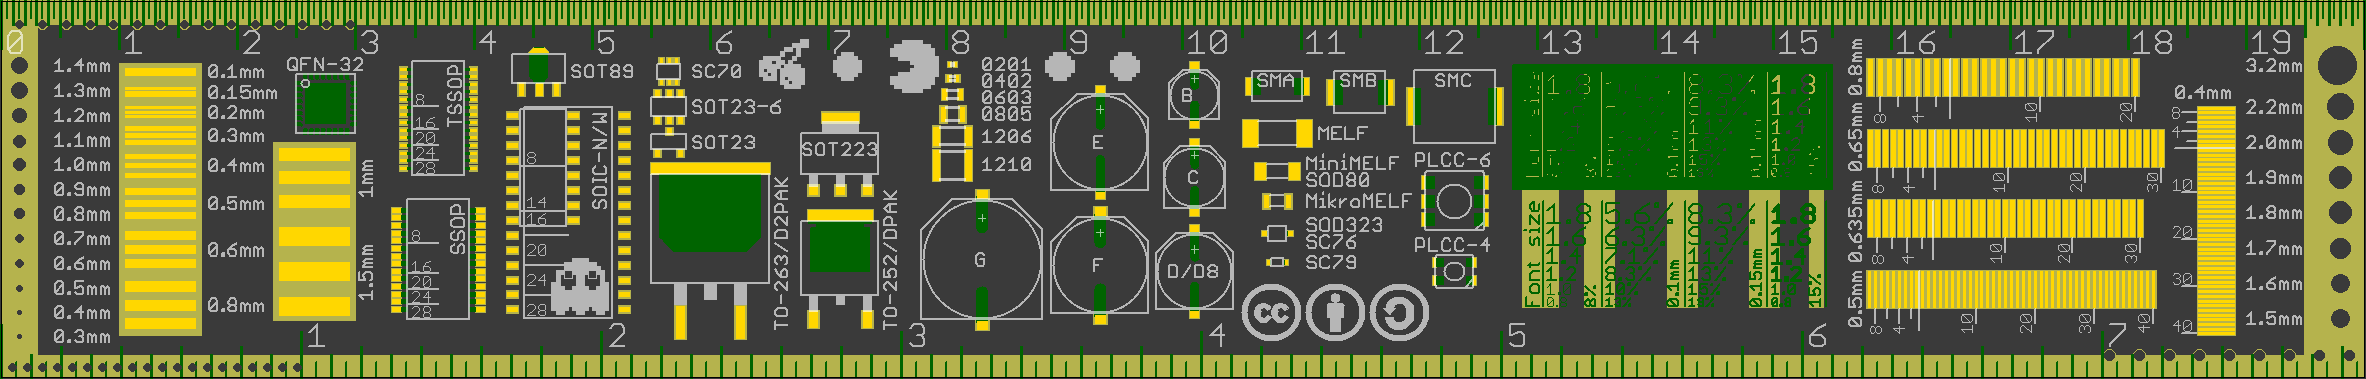 0 1 2 3 4 5 6 7 8 9 10 11 12 13 14 15 16 17 18 19
1.4mm
1.3mm
1.2mm
1.1mm
1.0mm
0.9mm
0.8mm
0.7mm
0.6mm
0.5mm
0.4mm
0.3mm
0.1mm
0.15mm
0.2mm
0.3mm
0.4mm
0.5mm
0.6mm
0.8mm
QFN-32
1mm
1.5mm
TSSOP
8
16
20
24
28
SSOP
8
16
20
24
28
SOT89
SOIC-N/W
8
14
16
20
24
28
SC70
SOT23-6
SOT23
TO-263/D2PAK
SOT223
TO-252/DPAK
0201
0402
0603
0805
1206
1210
G
E
F
B
C
D/D8
SMA
SMB
SMC
MELF
MiniMELF
SOD80
MikroMELF
SOD323
SC76
SC79
PLCC-6
PLCC-4
cc
Font size
8%
0.1mm
0.15mm
15%
0.8mm
8 4 10 20
0.65mm
8 4 10 20 30
0.635mm
8 4 10 20 30
0.5mm
8 4 10 20 30 40
0.4mm
8
4
10
20
30
40
3.2mm
2.2mm
2.0mm
1.9mm
1.8mm
1.7mm
1.6mm
1.5mm
1 2 3 4 5 6 7